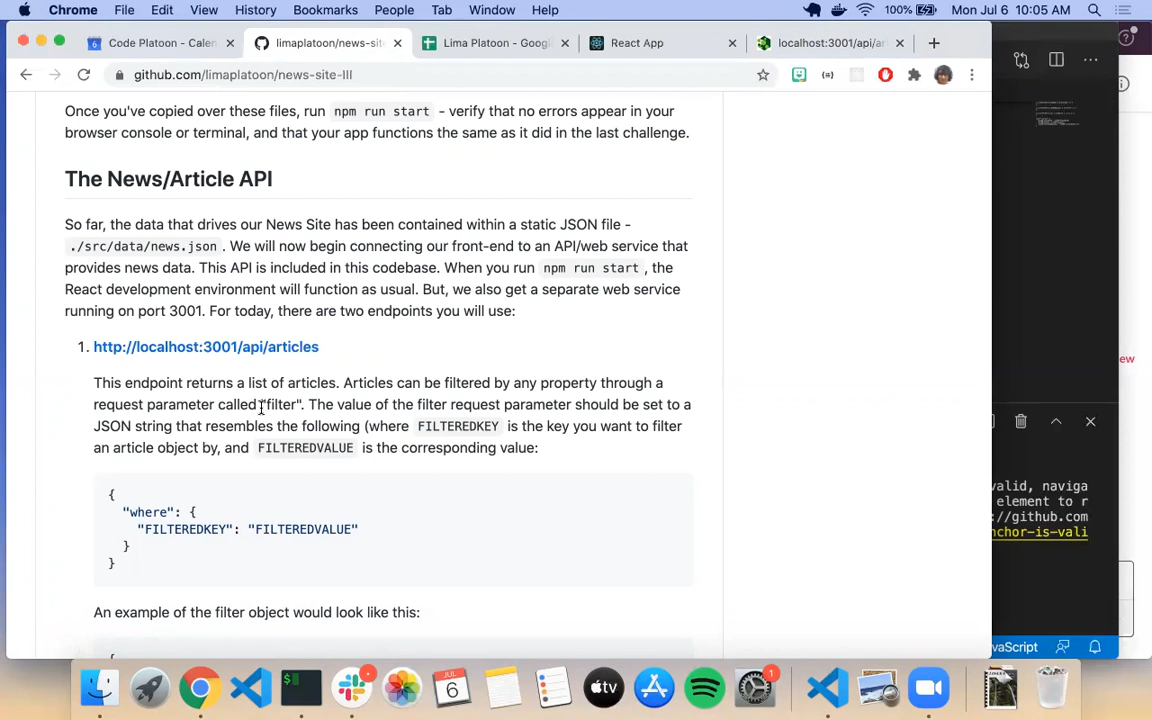 Chrome File Edit View History Bookmarks People Tab Window Help 100% Mon Jul 6 10:05 AM
Code Platoon - Calen
limaplatoon/news-sit
Lima Platoon - Googl
React App
localhost:3001/api/ar
github.com/limaplatoon/news-site-III
Once you've copied over these files, run npm run start - verify that no errors appear in your
browser console or terminal, and that your app functions the same as it did in the last challenge.
The News/Article API
So far, the data that drives our News Site has been contained within a static JSON file -
./src/data/news.json . We will now begin connecting our front-end to an API/web service that
provides news data. This API is included in this codebase. When you run npm run start , the
React development environment will function as usual. But, we also get a separate web service
running on port 3001. For today, there are two endpoints you will use:
1. http://localhost:3001/api/articles
This endpoint returns a list of articles. Articles can be filtered by any property through a
request parameter called "filter". The value of the filter request parameter should be set to a
JSON string that resembles the following (where FILTEREDKEY is the key you want to filter
an article object by, and FILTEREDVALUE is the corresponding value:
{
"where": {
"FILTEREDKEY": "FILTEREDVALUE"
}
}
An example of the filter object would look like this:
{
ew
valid, naviga
element to r
://github.com
nchor-is-vali
vaScript
JUL
6
tv
1